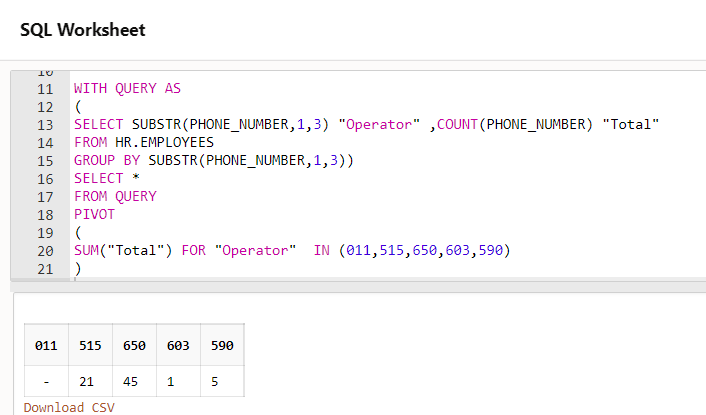 SQL Worksheet
10
11 WITH QUERY AS
12 (
13 SELECT SUBSTR(PHONE_NUMBER,1,3) "Operator" ,COUNT(PHONE_NUMBER) "Total"
14 FROM HR.EMPLOYEES
15 GROUP BY SUBSTR(PHONE_NUMBER,1,3))
16 SELECT *
17 FROM QUERY
18 PIVOT
19 (
20 SUM("Total") FOR "Operator"  IN (011,515,650,603,590)
21 )
011 515 650 603 590
- 21 45 1 5
Download CSV